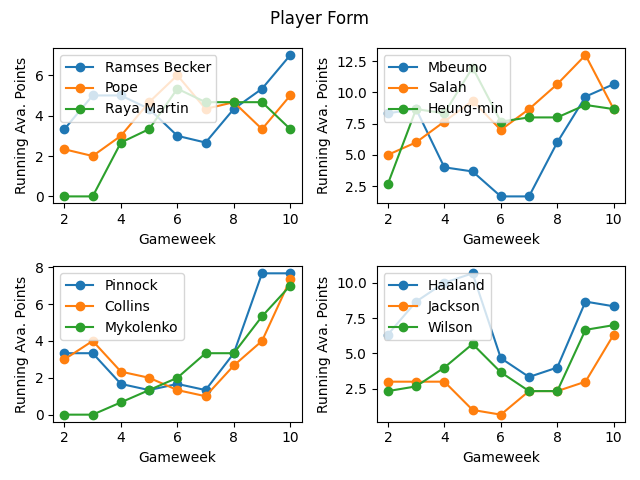 Player Form
Running Ava. Points
6
4
2
0
Ramses Becker
Pope
Raya Martin
2 4 6 8 10
Gameweek
Running Ava. Points
12.5
10.0
7.5
5.0
2.5
Mbeumo
Salah
Heung-min
2 4 6 8 10
Gameweek
Running Ava. Points
8
6
4
2
0
Pinnock
Collins
Mykolenko
2 4 6 8 10
Gameweek
Running Ava. Points
10.0
7.5
5.0
2.5
Haaland
Jackson
Wilson
2 4 6 8 10
Gameweek